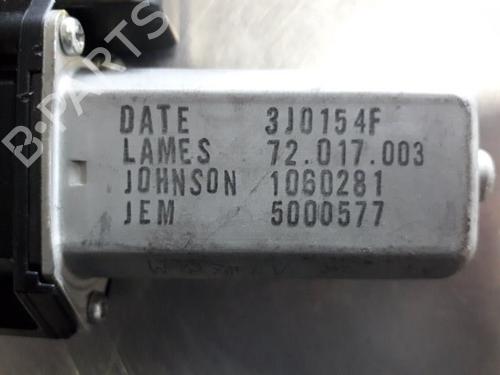 B-PARTS
DATE 3J0154F
LAMES 72.017.003
JOHNSON 1060281
JEM 5000577